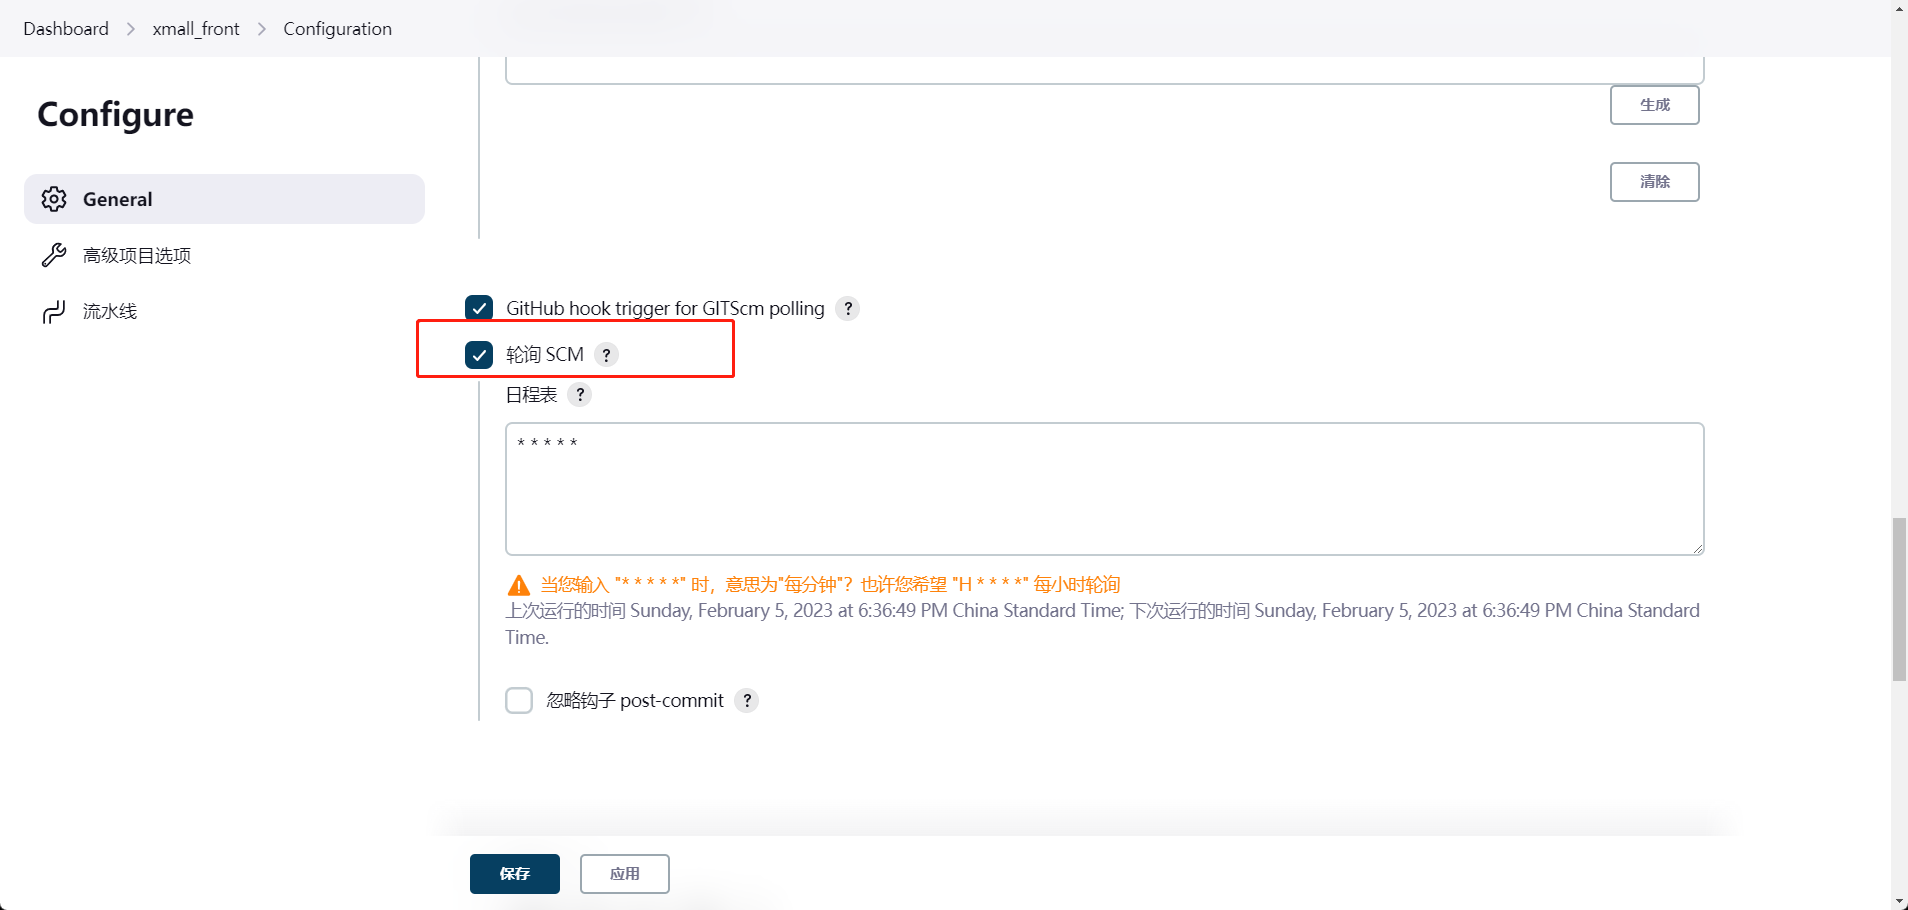 Dashboard > xmall_front > Configuration
Configure
General
高级项目选项
流水线
生成
清除
GitHub hook trigger for GITScm polling ?
轮询 SCM ?
日程表 ?
* * * * *
当您输入 "* * * * *" 时，意思为"每分钟"？也许您希望 "H * * * *" 每小时轮询
上次运行的时间 Sunday, February 5, 2023 at 6:36:49 PM China Standard Time; 下次运行的时间 Sunday, February 5, 2023 at 6:36:49 PM China Standard
Time.
忽略钩子 post-commit ?
保存
应用